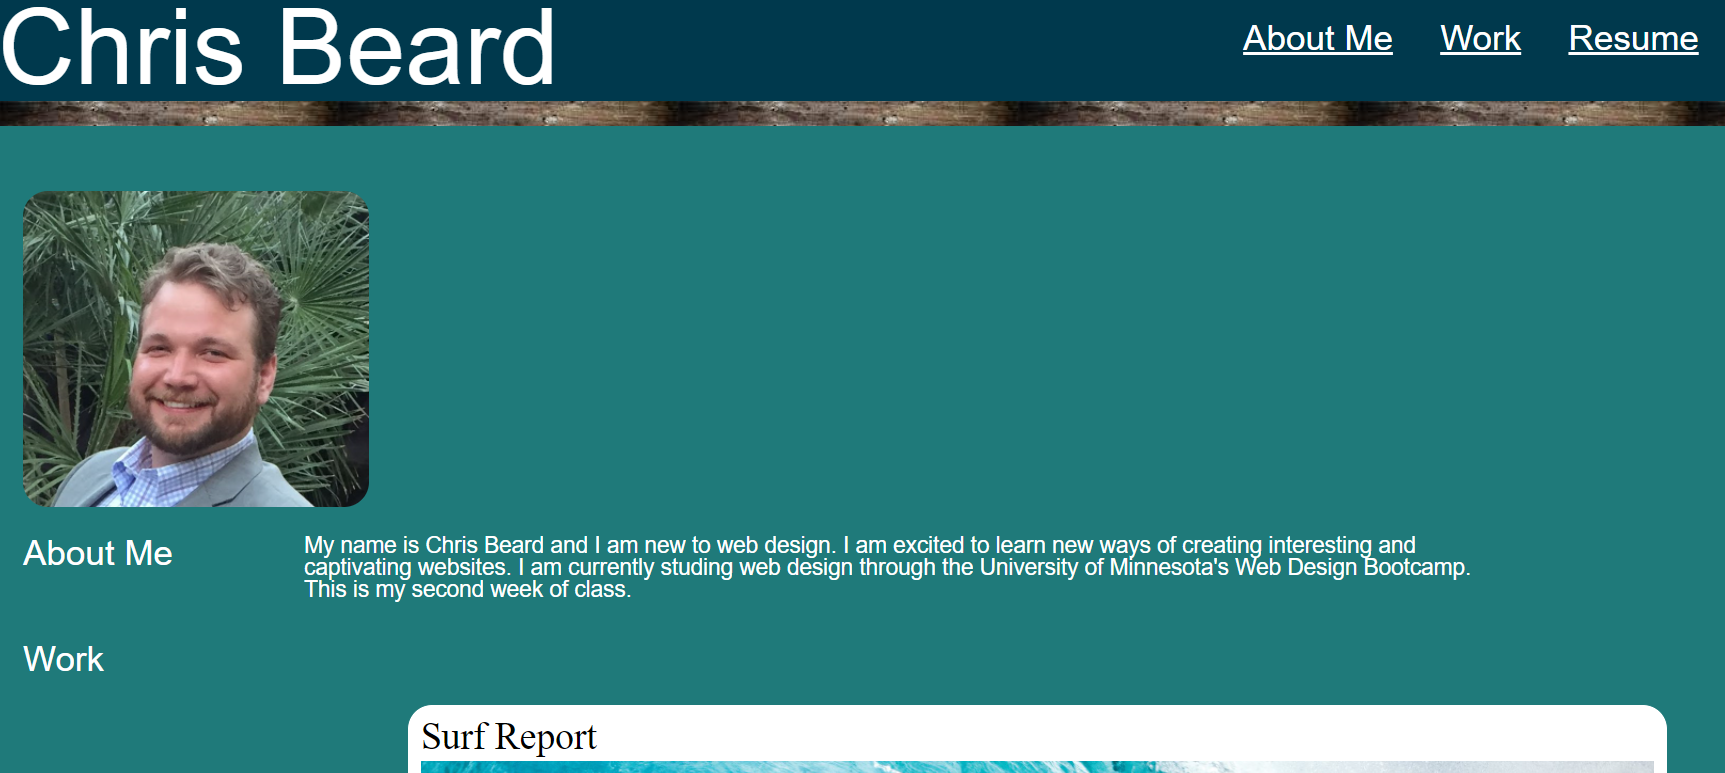 Chris Beard
About Me Work Resume
About Me
My name is Chris Beard and I am new to web design. I am excited to learn new ways of creating interesting and
captivating websites. I am currently studing web design through the University of Minnesota's Web Design Bootcamp.
This is my second week of class.
Work
Surf Report